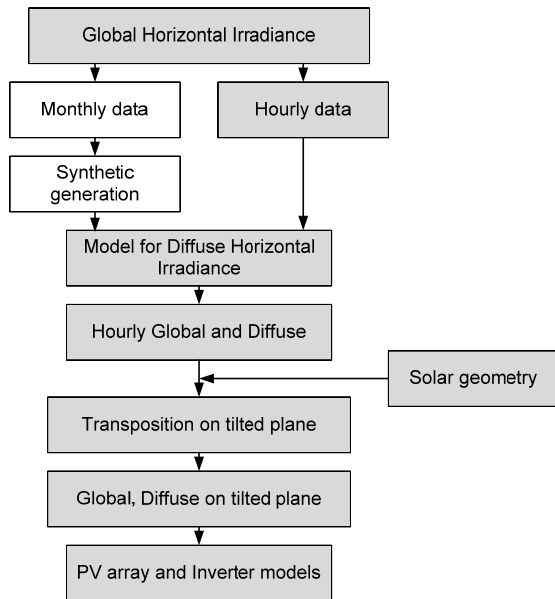 Global Horizontal Irradiance
Monthly data
Hourly data
Synthetic
generation
Model for Diffuse Horizontal
Irradiance
Hourly Global and Diffuse
Solar geometry
Transposition on tilted plane
Global, Diffuse on tilted plane
PV array and Inverter models